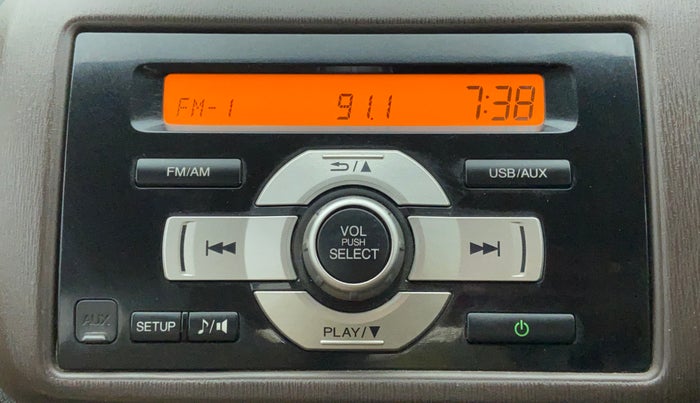 FM-1 91.1 7:38
FM/AM
USB/AUX
VOL
PUSH
SELECT
AUX
SETUP
PLAY/▼